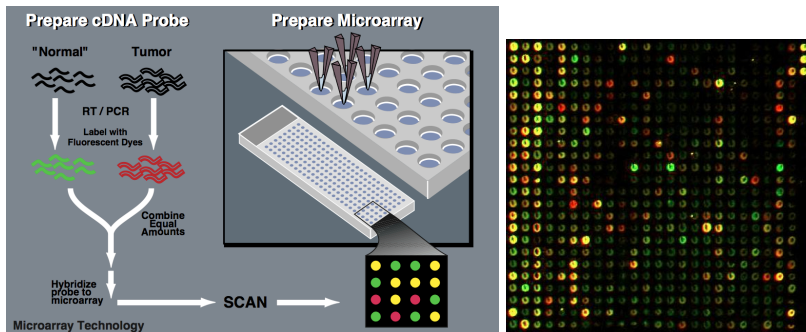 Prepare cDNA Probe
Prepare Microarray
"Normal"
Tumor
RT / PCR
Label with
Fluorescent Dyes
Combine
Equal
Amounts
Hybridize
probe to
microarray
SCAN
Microarray Technology